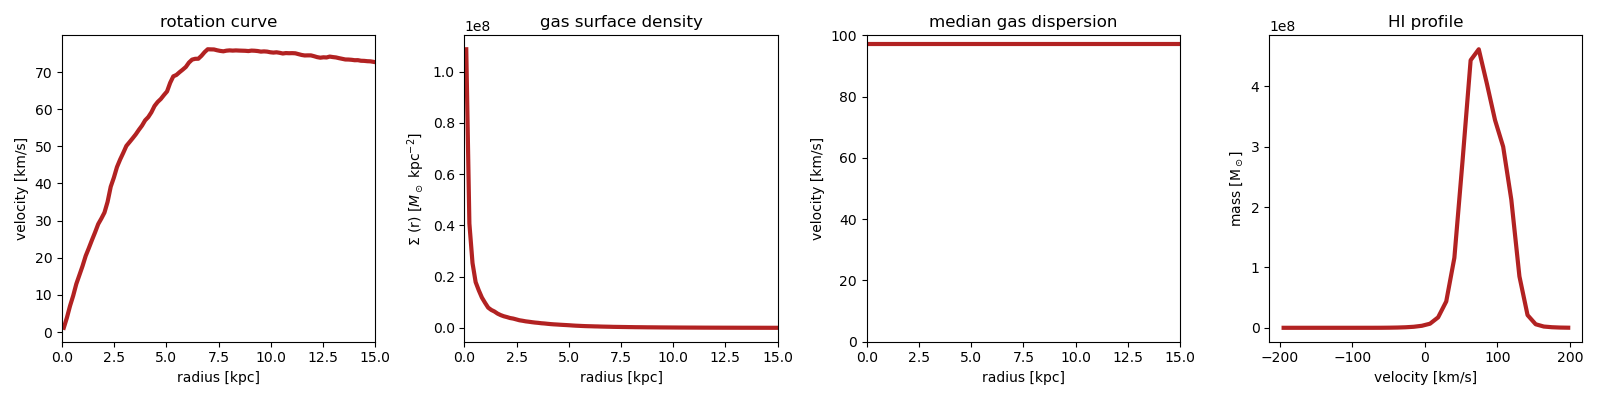 rotation curve
velocity [km/s]
70
60
50
40
30
20
10
0
0.0 2.5 5.0 7.5 10.0 12.5 15.0
radius [kpc]
gas surface density
1e8
Σ (r) [M⊙ kpc⁻²]
1.0
0.8
0.6
0.4
0.2
0.0
0.0 2.5 5.0 7.5 10.0 12.5 15.0
radius [kpc]
median gas dispersion
velocity [km/s]
100
80
60
40
20
0
0.0 2.5 5.0 7.5 10.0 12.5 15.0
radius [kpc]
HI profile
1e8
mass [M⊙]
4
3
2
1
0
−200 −100 0 100 200
velocity [km/s]